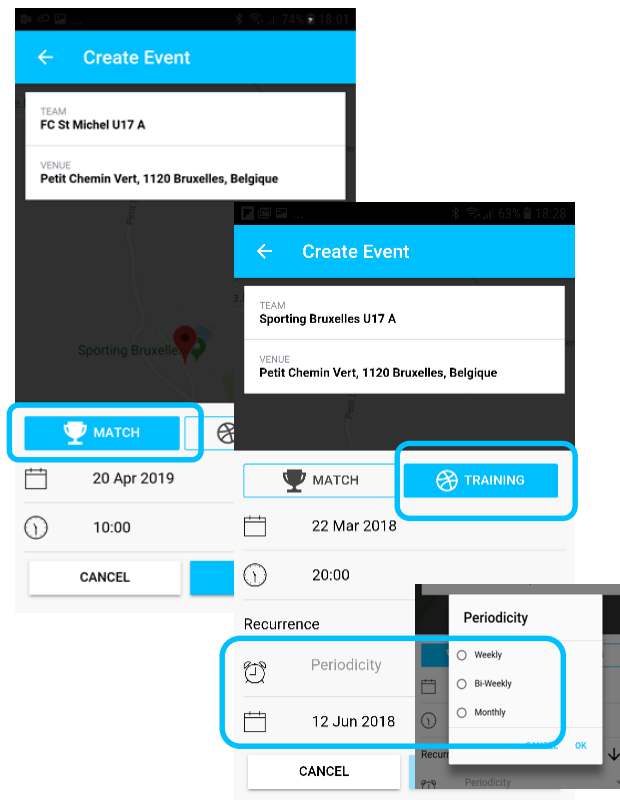 74% 18:01
Create Event
TEAM
FC St Michel U17 A
VENUE
Petit Chemin Vert, 1120 Bruxelles, Belgique
Sporting Bruxelle
MATCH
20 Apr 2019
10:00
CANCEL
63% 18:28
Create Event
TEAM
Sporting Bruxelles U17 A
VENUE
Petit Chemin Vert, 1120 Bruxelles, Belgique
MATCH
TRAINING
22 Mar 2018
20:00
Recurrence
Periodicity
12 Jun 2018
CANCEL
Periodicity
Weekly
Bi-Weekly
Monthly
CANCEL OK
Recur
Periodicity